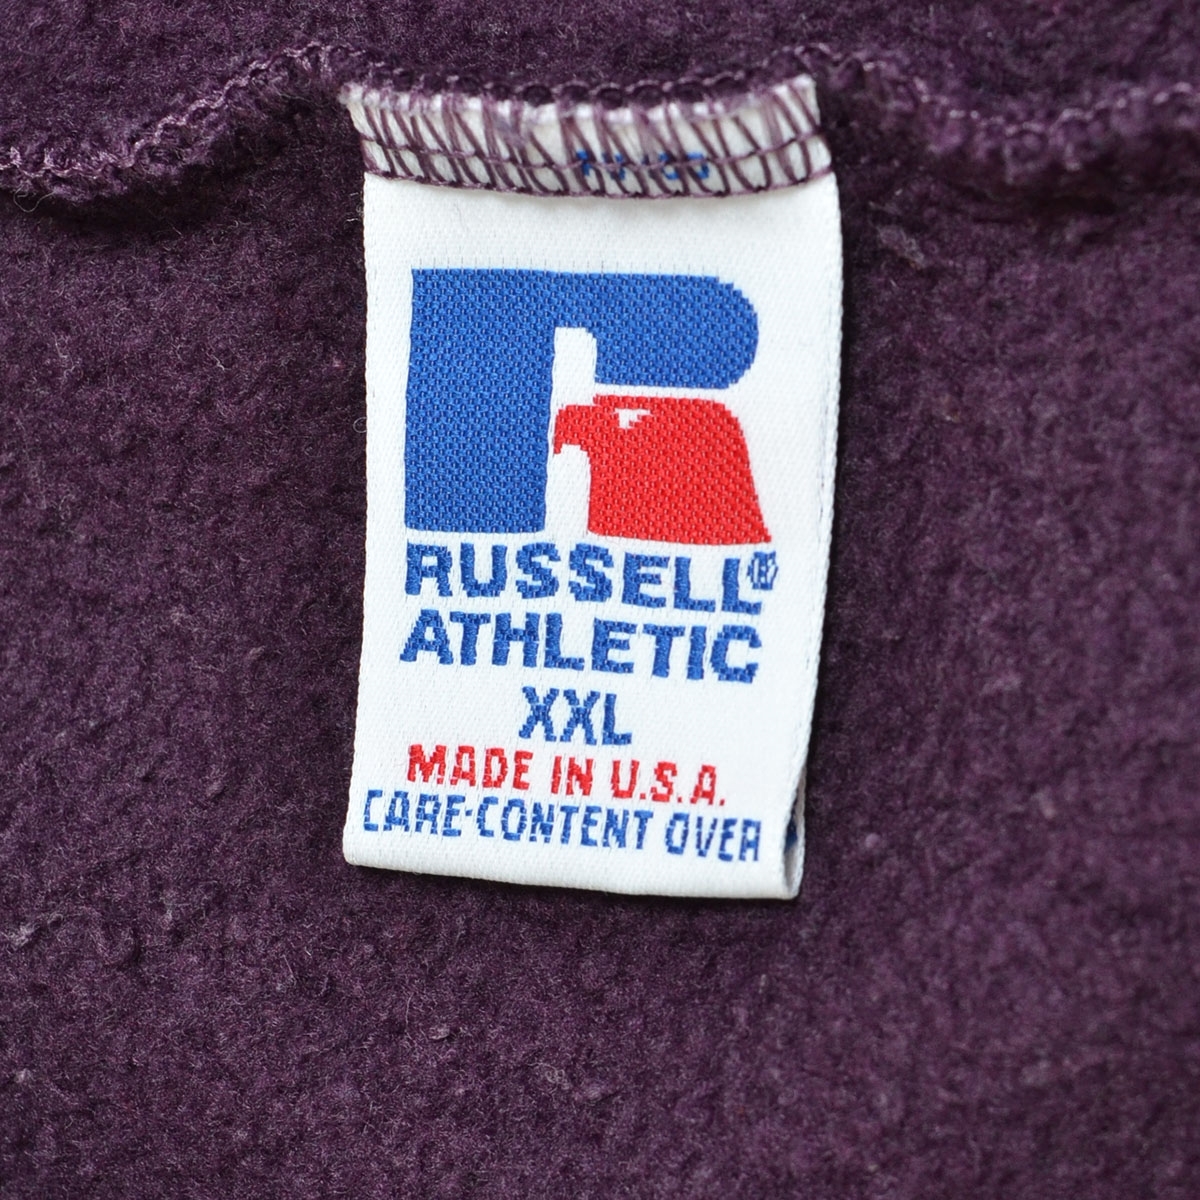 RUSSELL®
ATHLETIC
XXL
MADE IN U.S.A.
CARE·CONTENT OVER